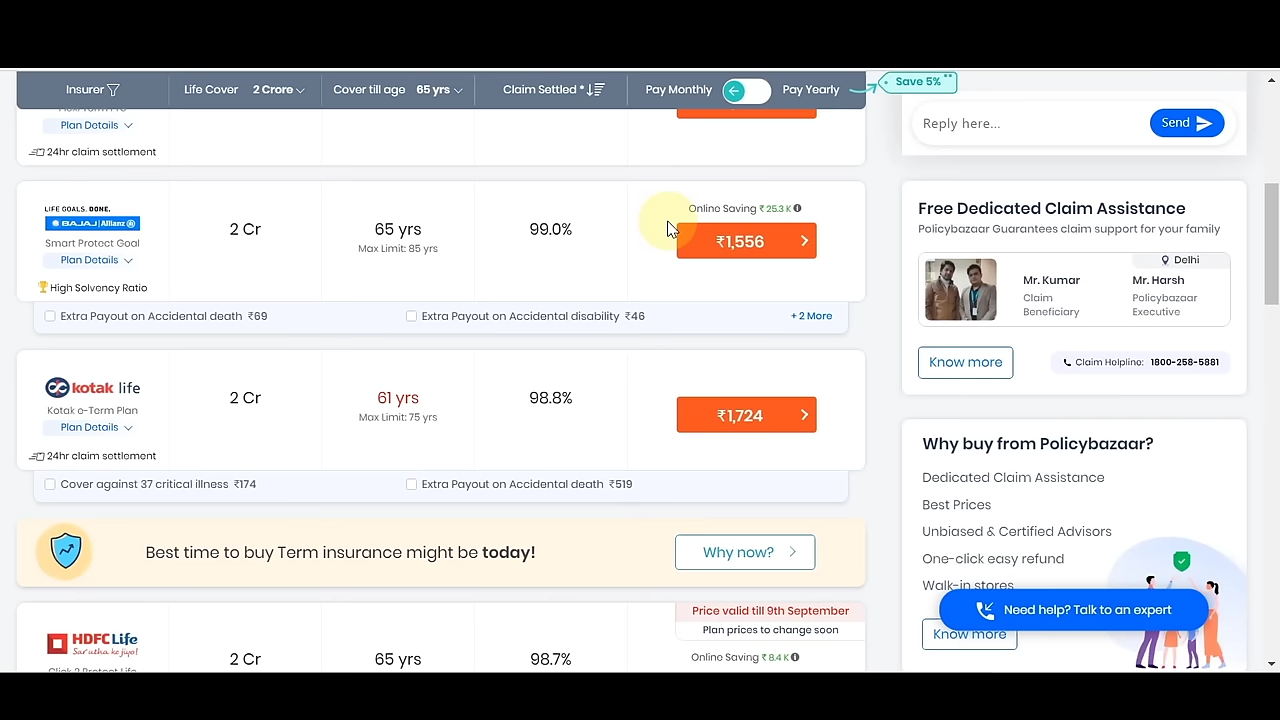 Insurer
Life Cover 2 Crore
Cover till age 65 yrs
Claim Settled *
Pay Monthly
Pay Yearly
Save 5%
Plan Details
24hr claim settlement
LIFE GOALS. DONE.
BAJAJ Allianz
Smart Protect Goal
Plan Details
High Solvency Ratio
2 Cr
65 yrs
Max Limit: 85 yrs
99.0%
Online Saving ₹ 25.3 K
₹1,556
Extra Payout on Accidental death ₹69
Extra Payout on Accidental disability ₹46
+ 2 More
kotak life
Kotak e-Term Plan
Plan Details
24hr claim settlement
2 Cr
61 yrs
Max Limit: 75 yrs
98.8%
₹1,724
Cover against 37 critical illness ₹174
Extra Payout on Accidental death ₹519
Best time to buy Term insurance might be today!
Why now?
HDFC Life
Sar utha ke jiyo!
Click 2 Protect Life
2 Cr
65 yrs
98.7%
Price valid till 9th September
Plan prices to change soon
Online Saving ₹ 8.4 K
Reply here...
Send
Free Dedicated Claim Assistance
Policybazaar Guarantees claim support for your family
Delhi
Mr. Kumar
Claim
Beneficiary
Mr. Harsh
Policybazaar
Executive
Know more
Claim Helpline: 1800-258-5881
Why buy from Policybazaar?
Dedicated Claim Assistance
Best Prices
Unbiased & Certified Advisors
One-click easy refund
Walk-in stores
Need help? Talk to an expert
Know more